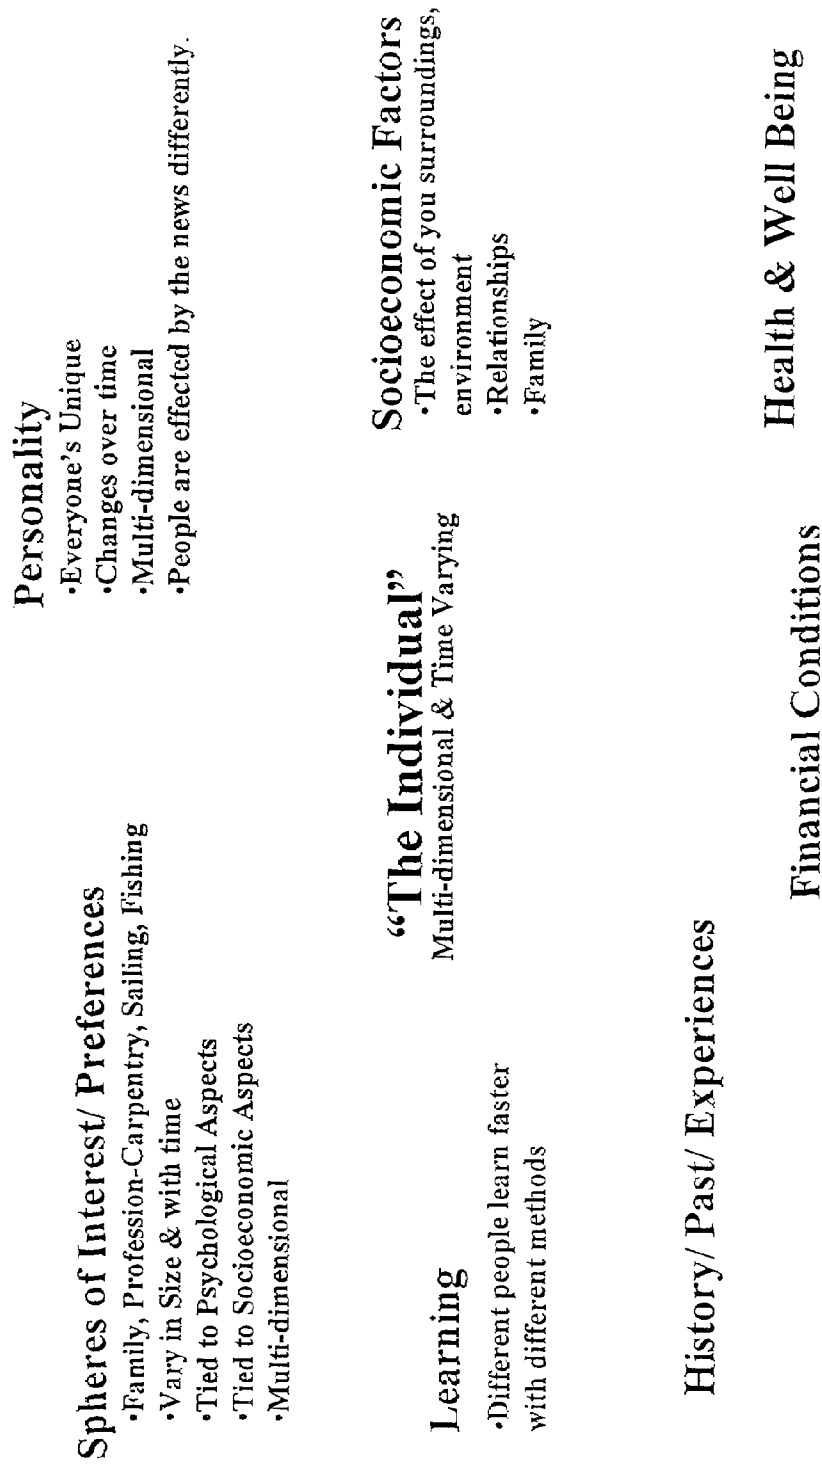 Personality
•Everyone's Unique
•Changes over time
•Multi-dimensional
•People are effected by the news differently.
Spheres of Interest/ Preferences
•Family, Profession-Carpentry, Sailing, Fishing
•Vary in Size & with time
•Tied to Psychological Aspects
•Tied to Socioeconomic Aspects
•Multi-dimensional
Socioeconomic Factors
•The effect of you surroundings,
environment
•Relationships
•Family
“The Individual”
Multi-dimensional & Time Varying
Learning
•Different people learn faster
with different methods
History/ Past/ Experiences
Health & Well Being
Financial Conditions